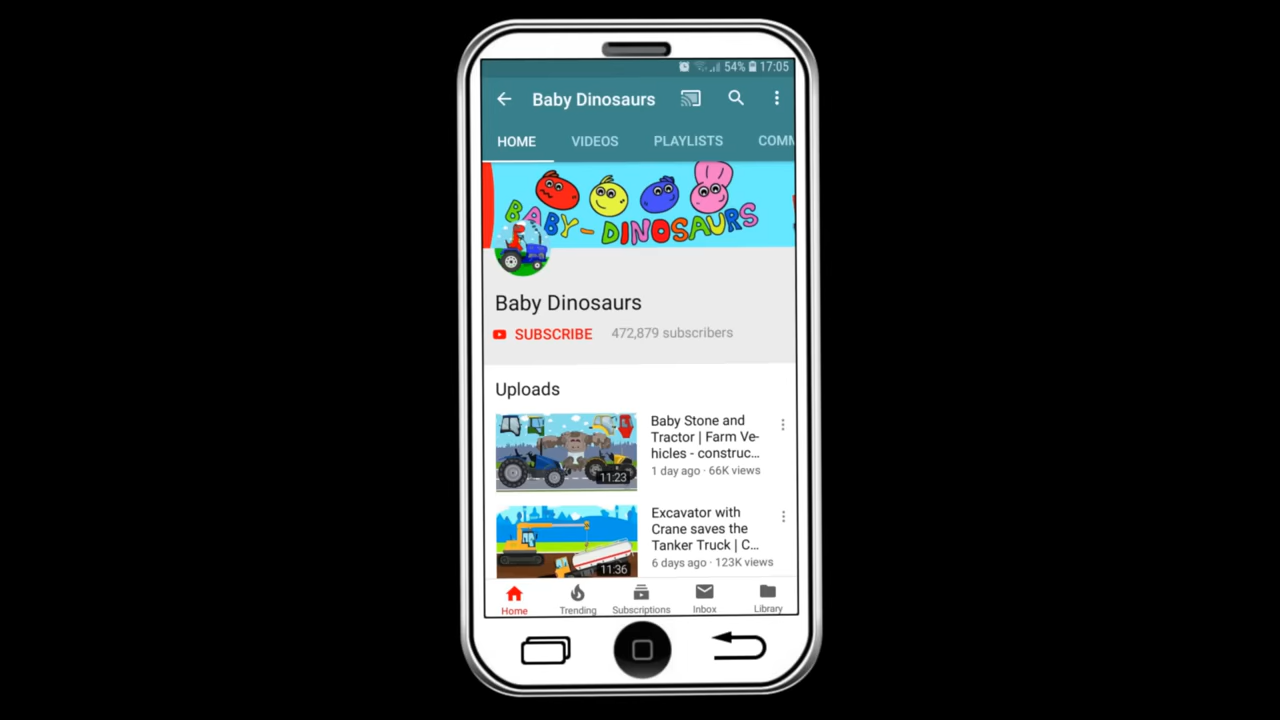 54% 17:05
Baby Dinosaurs
HOME VIDEOS PLAYLISTS COMM
BABY-DINOSAURS
Baby Dinosaurs
SUBSCRIBE 472,879 subscribers
Uploads
Baby Stone and
Tractor | Farm Ve-
hicles - construc...
1 day ago · 66K views
11:23
Excavator with
Crane saves the
Tanker Truck | C...
6 days ago · 123K views
11:36
Home Trending Subscriptions Inbox Library